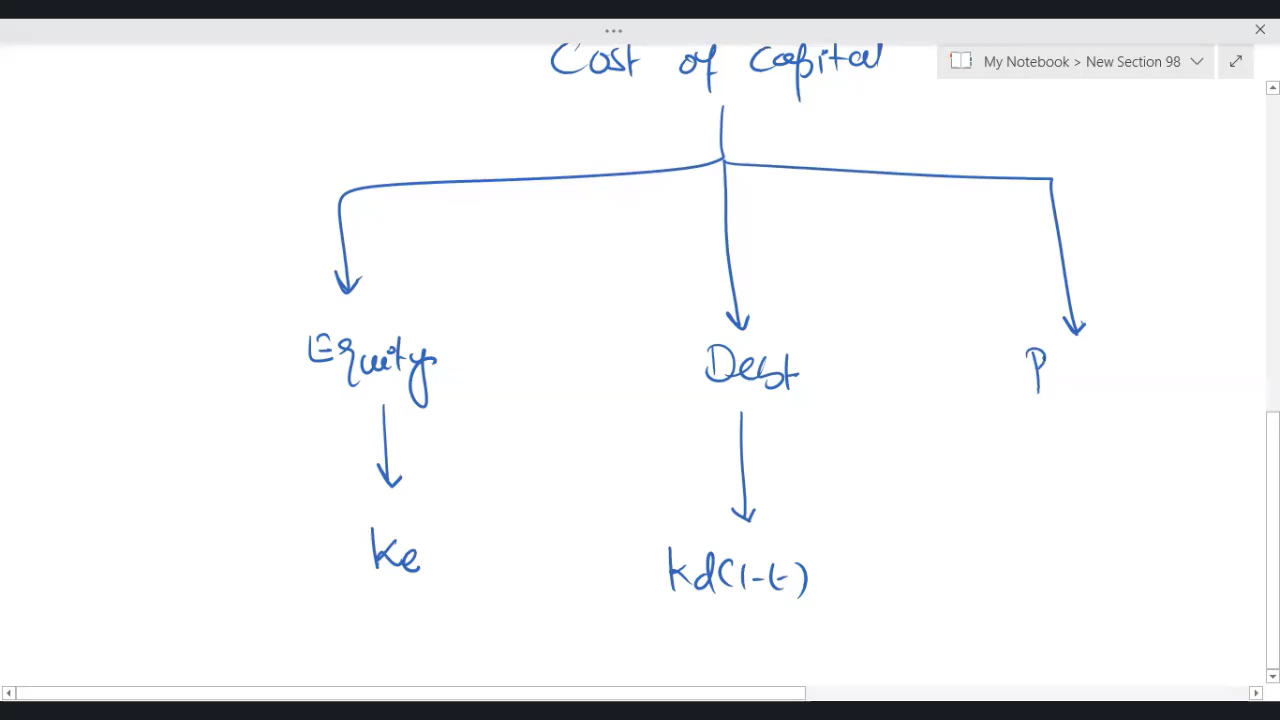 Cost of Capital
My Notebook > New Section 98
Equity
Debt
P
Ke
Kd(1-t)